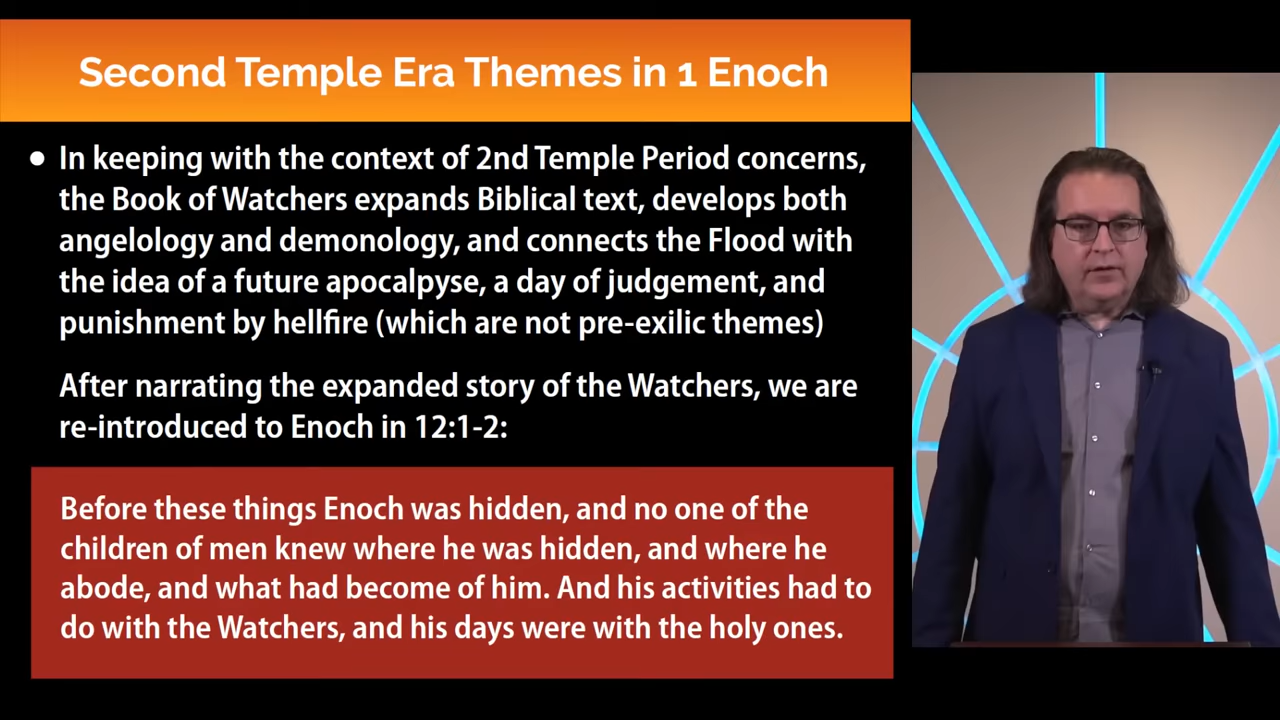 Second Temple Era Themes in 1 Enoch
● In keeping with the context of 2nd Temple Period concerns,
the Book of Watchers expands Biblical text, develops both
angelology and demonology, and connects the Flood with
the idea of a future apocalpyse, a day of judgement, and
punishment by hellfire (which are not pre-exilic themes)
After narrating the expanded story of the Watchers, we are
re-introduced to Enoch in 12:1-2:
Before these things Enoch was hidden, and no one of the
children of men knew where he was hidden, and where he
abode, and what had become of him. And his activities had to
do with the Watchers, and his days were with the holy ones.